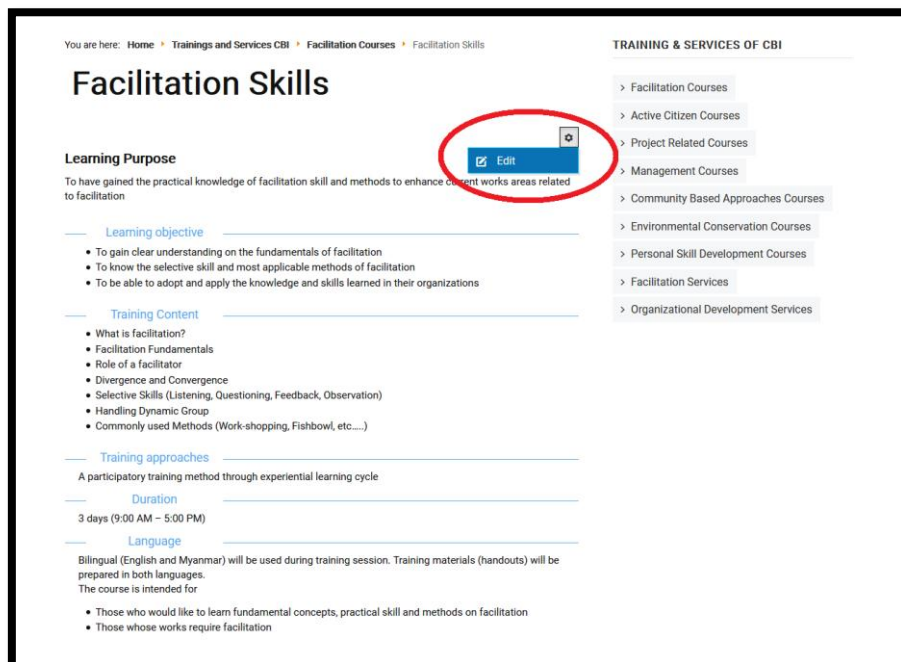 You are here: Home Trainings and Services CBI Facilitation Courses Facilitation Skills
Facilitation Skills
Edit
Learning Purpose
To have gained the practical knowledge of facilitation skill and methods to enhance current works areas related
to facilitation
Learning objective
• To gain clear understanding on the fundamentals of facilitation
• To know the selective skill and most applicable methods of facilitation
• To be able to adopt and apply the knowledge and skills learned in their organizations
Training Content
• What is facilitation?
• Facilitation Fundamentals
• Role of a facilitator
• Divergence and Convergence
• Selective Skills (Listening, Questioning, Feedback, Observation)
• Handling Dynamic Group
• Commonly used Methods (Work-shopping, Fishbowl, etc.....)
Training approaches
A participatory training method through experiential learning cycle
Duration
3 days (9:00 AM – 5:00 PM)
Language
Bilingual (English and Myanmar) will be used during training session. Training materials (handouts) will be
prepared in both languages.
The course is intended for
• Those who would like to learn fundamental concepts, practical skill and methods on facilitation
• Those whose works require facilitation
TRAINING & SERVICES OF CBI
> Facilitation Courses
> Active Citizen Courses
> Project Related Courses
> Management Courses
> Community Based Approaches Courses
> Environmental Conservation Courses
> Personal Skill Development Courses
> Facilitation Services
> Organizational Development Services